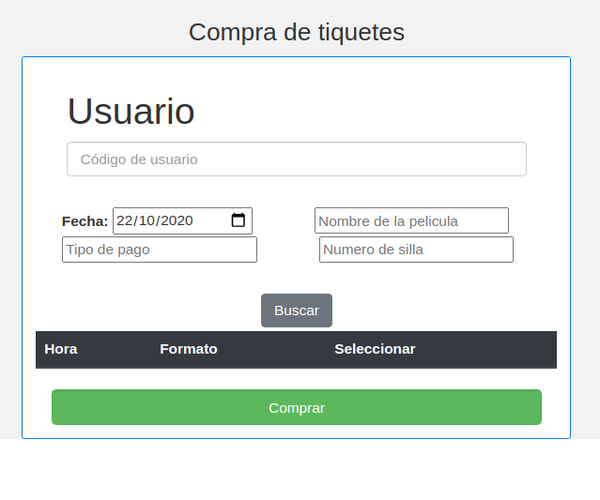 Compra de tiquetes
Usuario
Código de usuario
Fecha: 22/10/2020 Nombre de la pelicula
Tipo de pago Numero de silla
Buscar
Hora Formato Seleccionar
Comprar